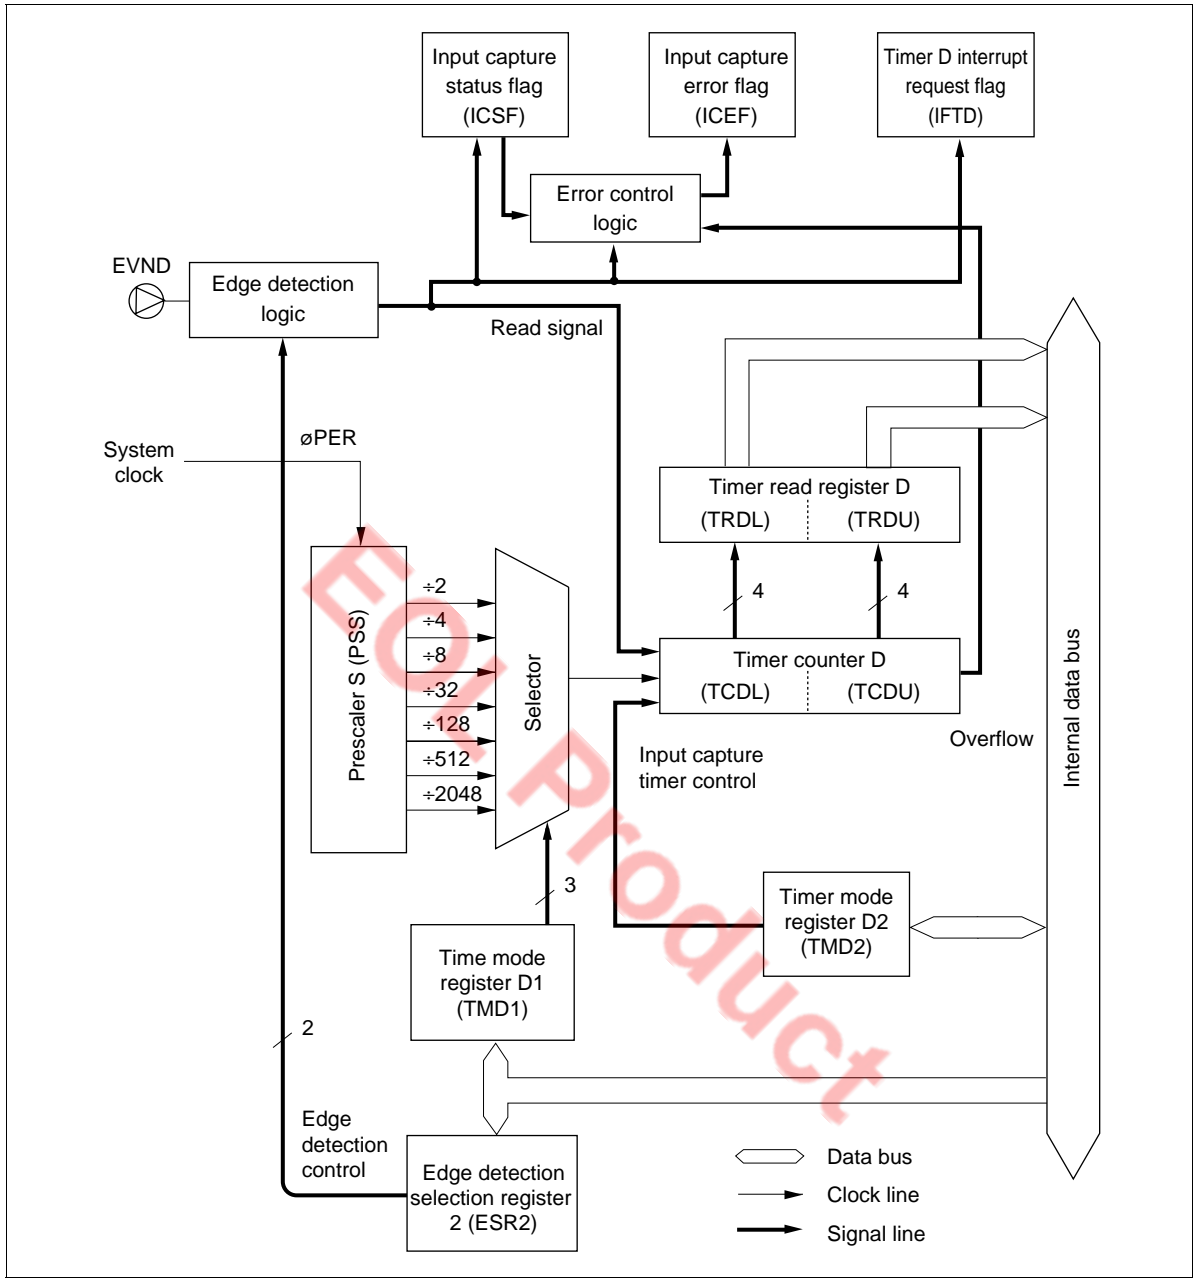 Input capture
status flag
(ICSF)
Input capture
error flag
(ICEF)
Timer D interrupt
request flag
(IFTD)
Error control
logic
EVND
Edge detection
logic
Read signal
System
clock
øPER
Timer read register D
(TRDL)
(TRDU)
4
4
Prescaler S (PSS)
÷2
÷4
÷8
÷32
÷128
÷512
÷2048
Selector
Timer counter D
(TCDL)
(TCDU)
Input capture
timer control
Overflow
Internal data bus
3
Timer mode
register D2
(TMD2)
Time mode
register D1
(TMD1)
2
Edge
detection
control
Edge detection
selection register
2 (ESR2)
Data bus
Clock line
Signal line
EOL Product